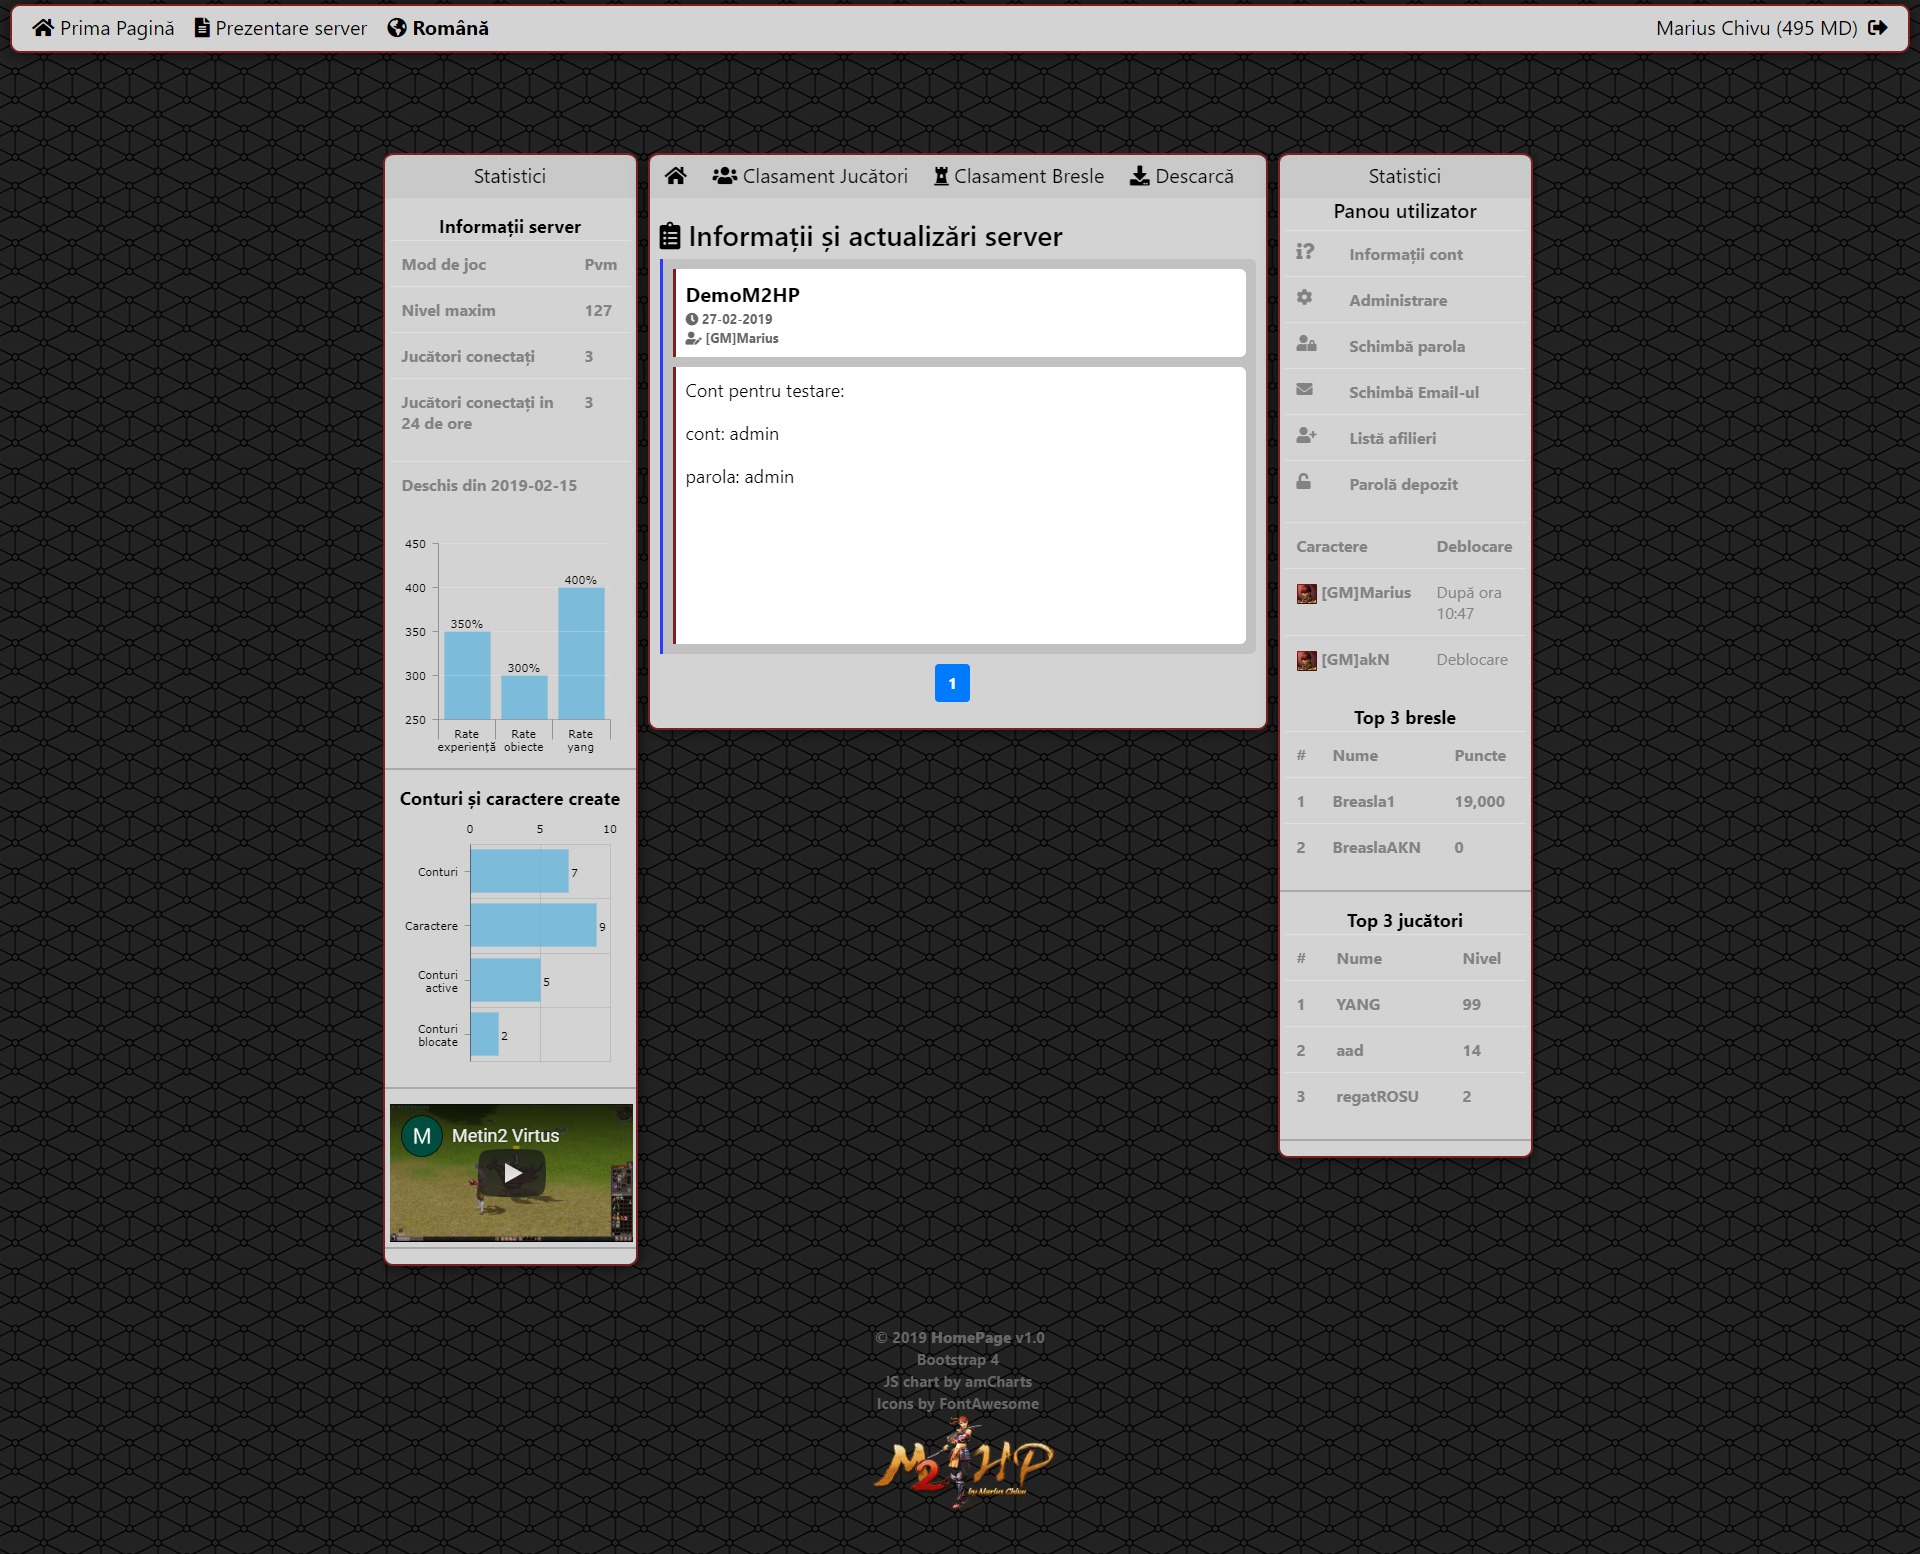 Prima Pagină Prezentare server Română Marius Chivu (495 MD)
Statistici
Informații server
Mod de joc Pvm
Nivel maxim 127
Jucători conectați 3
Jucători conectați in 3
24 de ore
Deschis din 2019-02-15
450
400
350
300
250
350%
300%
400%
Rate
experiență
Rate
obiecte
Rate
yang
Conturi și caractere create
0 5 10
Conturi 7
Caractere 9
Conturi
active 5
Conturi
blocate 2
M Metin2 Virtus
Clasament Jucători Clasament Bresle Descarcă
Informații și actualizări server
DemoM2HP
27-02-2019
[GM]Marius
Cont pentru testare:
cont: admin
parola: admin
1
Statistici
Panou utilizator
Informații cont
Administrare
Schimbă parola
Schimbă Email-ul
Listă afilieri
Parolă depozit
Caractere Deblocare
[GM]Marius După ora
10:47
[GM]akN Deblocare
Top 3 bresle
# Nume Puncte
1 Breasla1 19,000
2 BreaslaAKN 0
Top 3 jucători
# Nume Nivel
1 YANG 99
2 aad 14
3 regatROSU 2
© 2019 HomePage v1.0
Bootstrap 4
JS chart by amCharts
Icons by FontAwesome
M2HP
by Marius Chivu